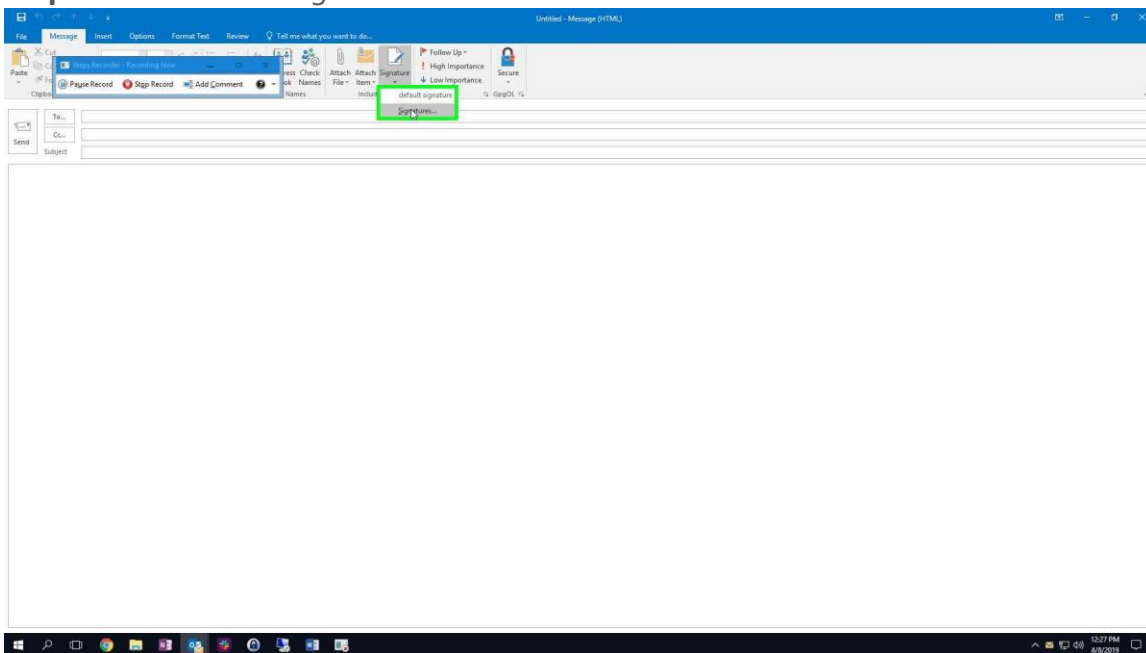 Untitled - Message (HTML)
File Message Insert Options Format Text Review Tell me what you want to do...
Cut
Paste
Steps Recorder - Recording Now
Pause Record Stop Record Add Comment
Check Names
Names
Attach File
Attach Item
Signature
Follow Up
High Importance
Low Importance
Secure
GpgOL
default signature
Signatures...
To...
Cc...
Send
Subject
12:27 PM
4/8/2019